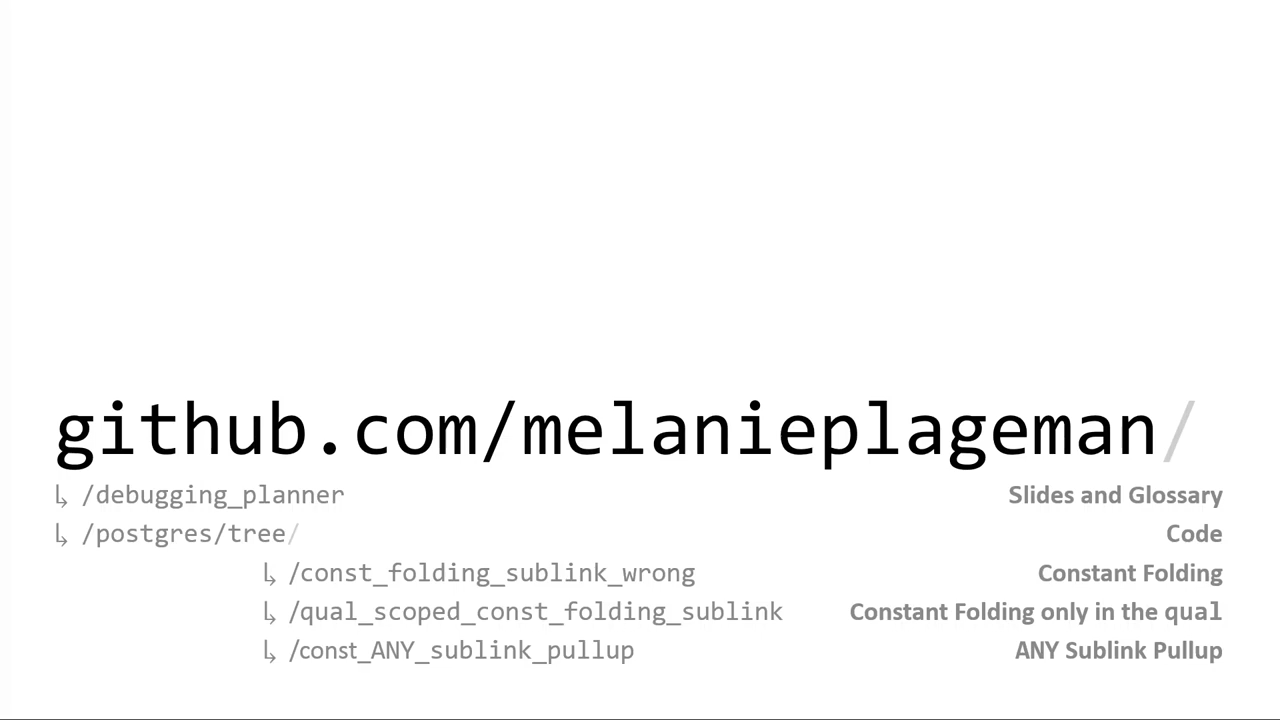 github.com/melanieplageman/
↳ /debugging_planner Slides and Glossary
↳ /postgres/tree/ Code
↳ /const_folding_sublink_wrong Constant Folding
↳ /qual_scoped_const_folding_sublink Constant Folding only in the qual
↳ /const_ANY_sublink_pullup ANY Sublink Pullup